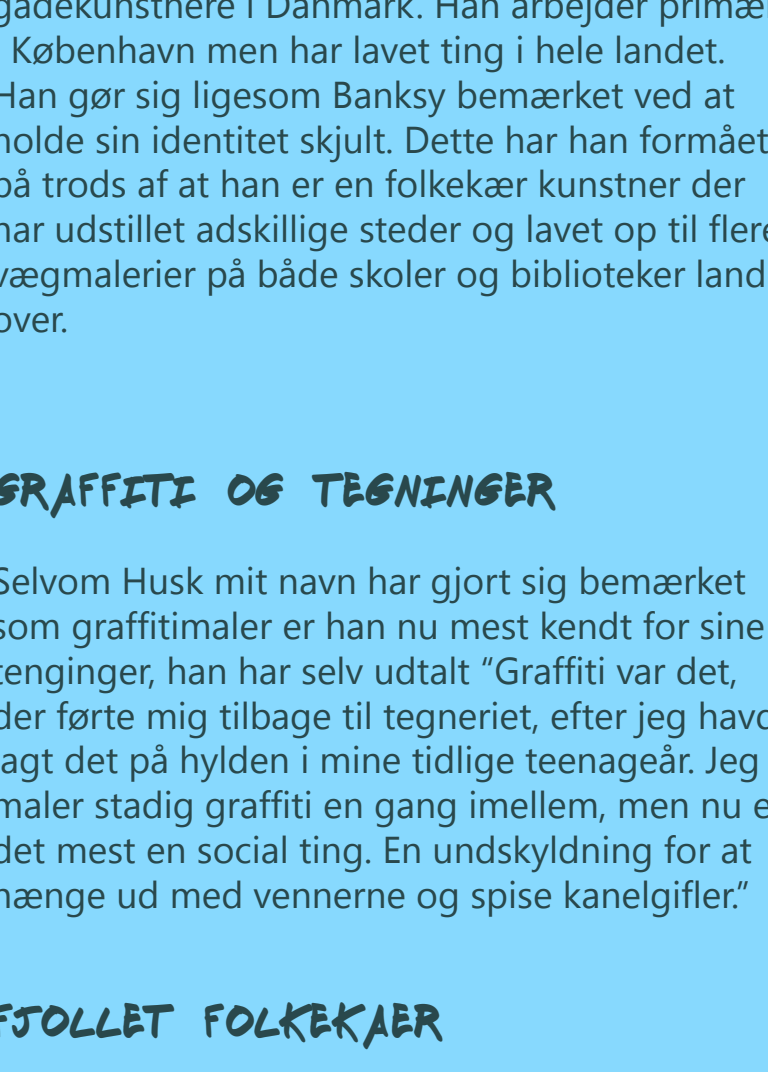 gadekunstnere i Danmark. Han arbejder primær
København men har lavet ting i hele landet.
Han gør sig ligesom Banksy bemærket ved at
holde sin identitet skjult. Dette har han formået
på trods af at han er en folkekær kunstner der
har udstillet adskillige steder og lavet op til flere
vægmalerier på både skoler og biblioteker land
over.
GRAFFITI OG TEGNINGER
Selvom Husk mit navn har gjort sig bemærket
som graffitimaler er han nu mest kendt for sine
tenginger, han har selv udtalt “Graffiti var det,
der førte mig tilbage til tegneriet, efter jeg havd
lagt det på hylden i mine tidlige teenageår. Jeg
maler stadig graffiti en gang imellem, men nu e
det mest en social ting. En undskyldning for at
hænge ud med vennerne og spise kanelgifler.”
FJOLLET FOLKEKAER